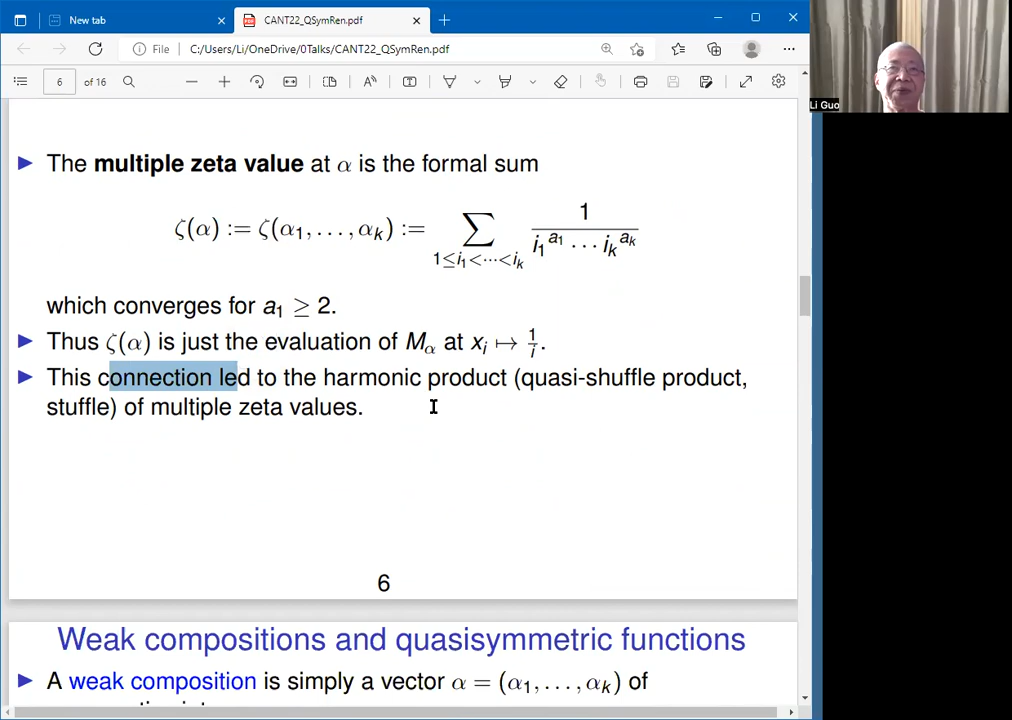 New tab
CANT22_QSymRen.pdf
File
C:/Users/Li/OneDrive/0Talks/CANT22_QSymRen.pdf
6 of 16
Li Guo
► The multiple zeta value at α is the formal sum
ζ(α) := ζ(α₁, . . . , αₖ) := ∑ 1≤i₁<···<iₖ 1 / i₁^a₁ · · · iₖ^aₖ
which converges for a₁ ≥ 2.
► Thus ζ(α) is just the evaluation of M_α at xᵢ ↦ 1/i.
► This connection led to the harmonic product (quasi-shuffle product,
stuffle) of multiple zeta values.
6
Weak compositions and quasisymmetric functions
► A weak composition is simply a vector α = (α₁, . . . , αₖ) of